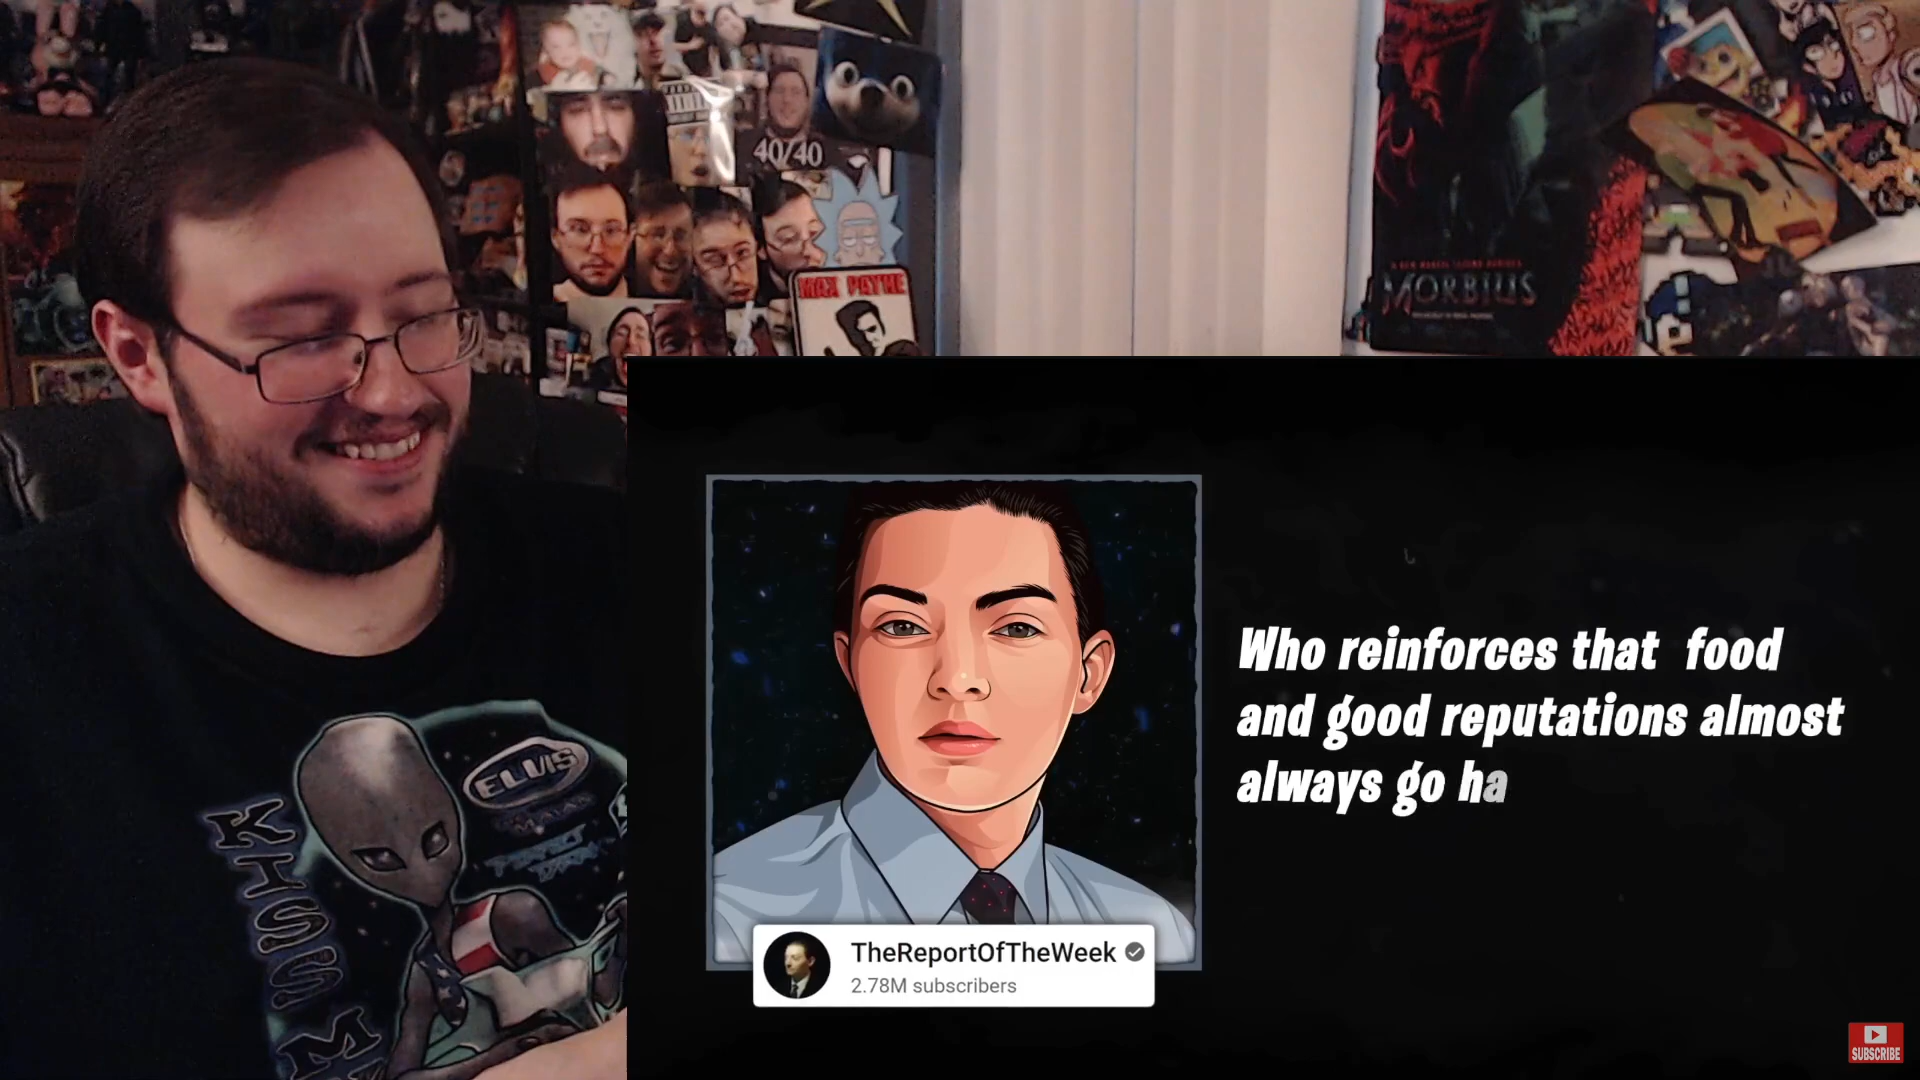 40/40
MAX PAYNE
MORBIUS
ELLIS
KISS M
Who reinforces that  food
and good reputations almost
always go ha
TheReportOfTheWeek
2.78M subscribers
SUBSCRIBE